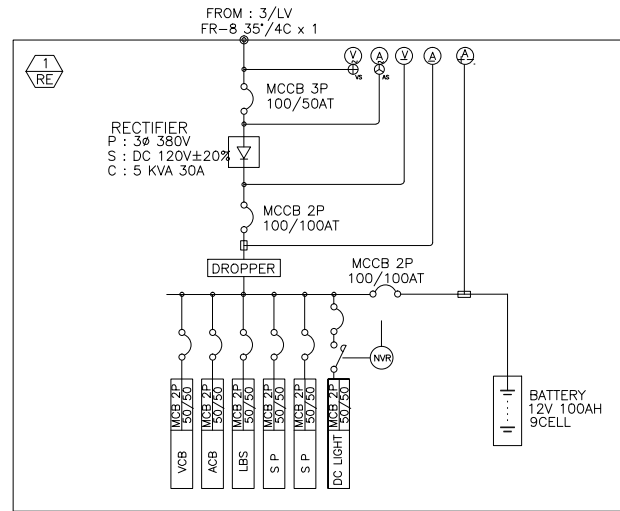 FROM : 3/LV
FR-8 35°/4C x 1
1
RE
V
VS
A
AS
V
A
A
MCCB 3P
100/50AT
RECTIFIER
P : 3ø 380V
S : DC 120V±20%
C : 5 KVA 30A
MCCB 2P
100/100AT
DROPPER
MCCB 2P
100/100AT
NVR
MCB 2P
50/50
VCB
MCB 2P
50/50
ACB
MCB 2P
50/50
LBS
MCB 2P
50/50
S P
MCB 2P
50/50
S P
MCB 2P
50/50
DC LIGHT
BATTERY
12V 100AH
9CELL